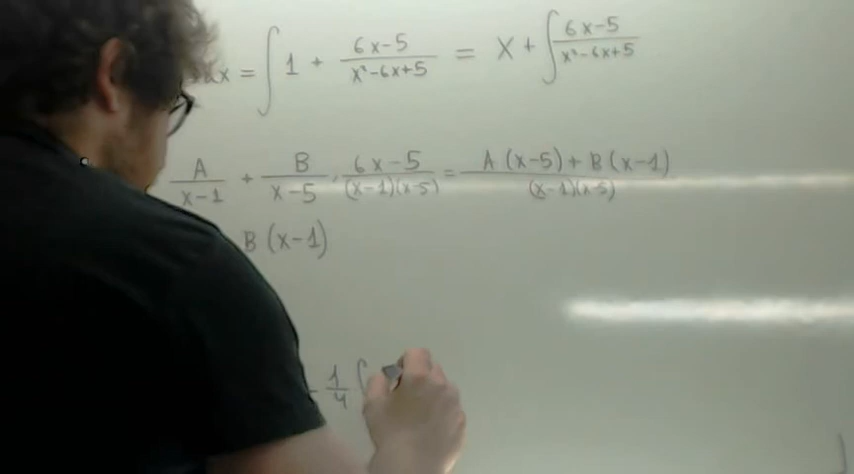 x = ∫ 1 + (6x-5)/(x²-6x+5) = x + ∫ (6x-5)/(x²-6x+5)
A/(x-1) + B/(x-5) · (6x-5)/((x-1)(x-5)) = (A(x-5) + B(x-1))/((x-1)(x-5))
B(x-1)
- 1/4 ∫